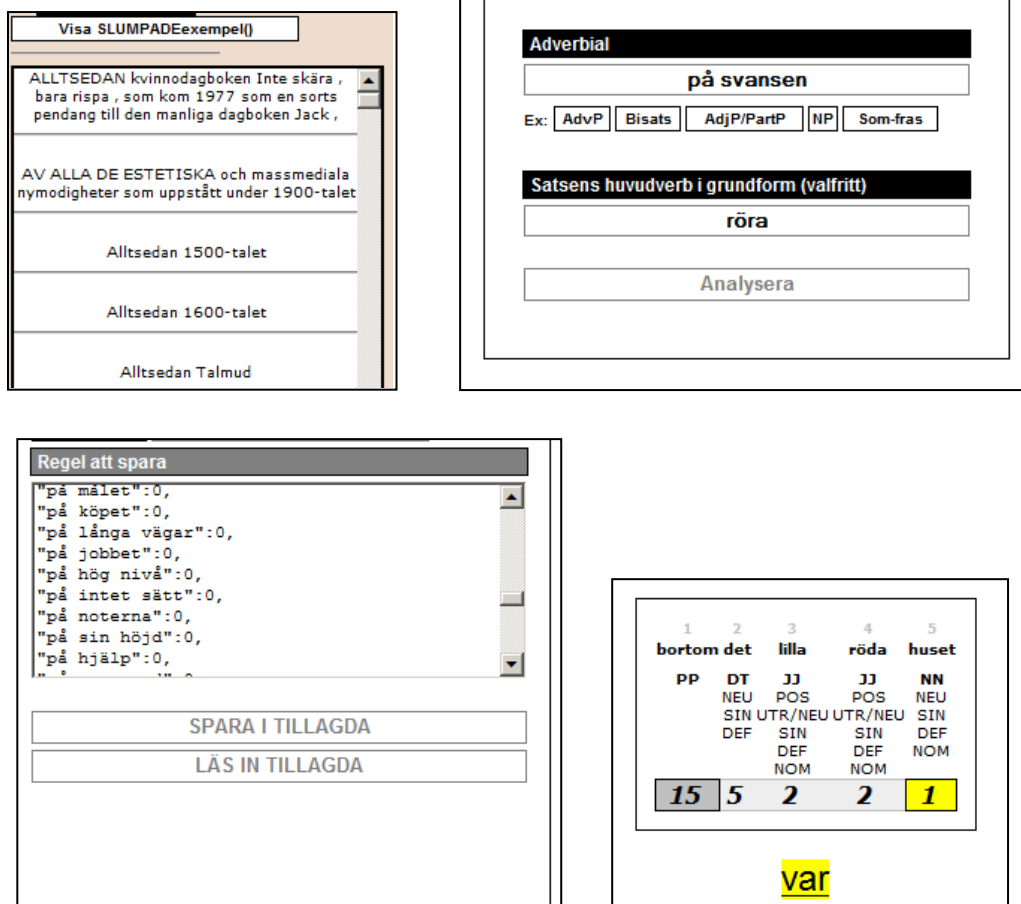 Visa SLUMPADEexempel()
ALLTSEDAN kvinnodagboken Inte skära ,
bara rispa , som kom 1977 som en sorts
pendang till den manliga dagboken Jack ,
AV ALLA DE ESTETISKA och massmediala
nymodigheter som uppstått under 1900-talet
Alltsedan 1500-talet
Alltsedan 1600-talet
Alltsedan Talmud
Adverbial
på svansen
Ex: AdvP Bisats AdjP/PartP NP Som-fras
Satsens huvudverb i grundform (valfritt)
röra
Analysera
Regel att spara
"på målet":0,
"på köpet":0,
"på långa vägar":0,
"på jobbet":0,
"på hög nivå":0,
"på intet sätt":0,
"på noterna":0,
"på sin höjd":0,
"på hjälp":0,
SPARA I TILLAGDA
LÄS IN TILLAGDA
1 2 3 4 5
bortom det lilla röda huset
PP DT JJ JJ NN
NEU POS POS NEU
SIN UTR/NEU UTR/NEU SIN
DEF SIN SIN DEF
DEF DEF NOM
NOM NOM
15 5 2 2 1
var